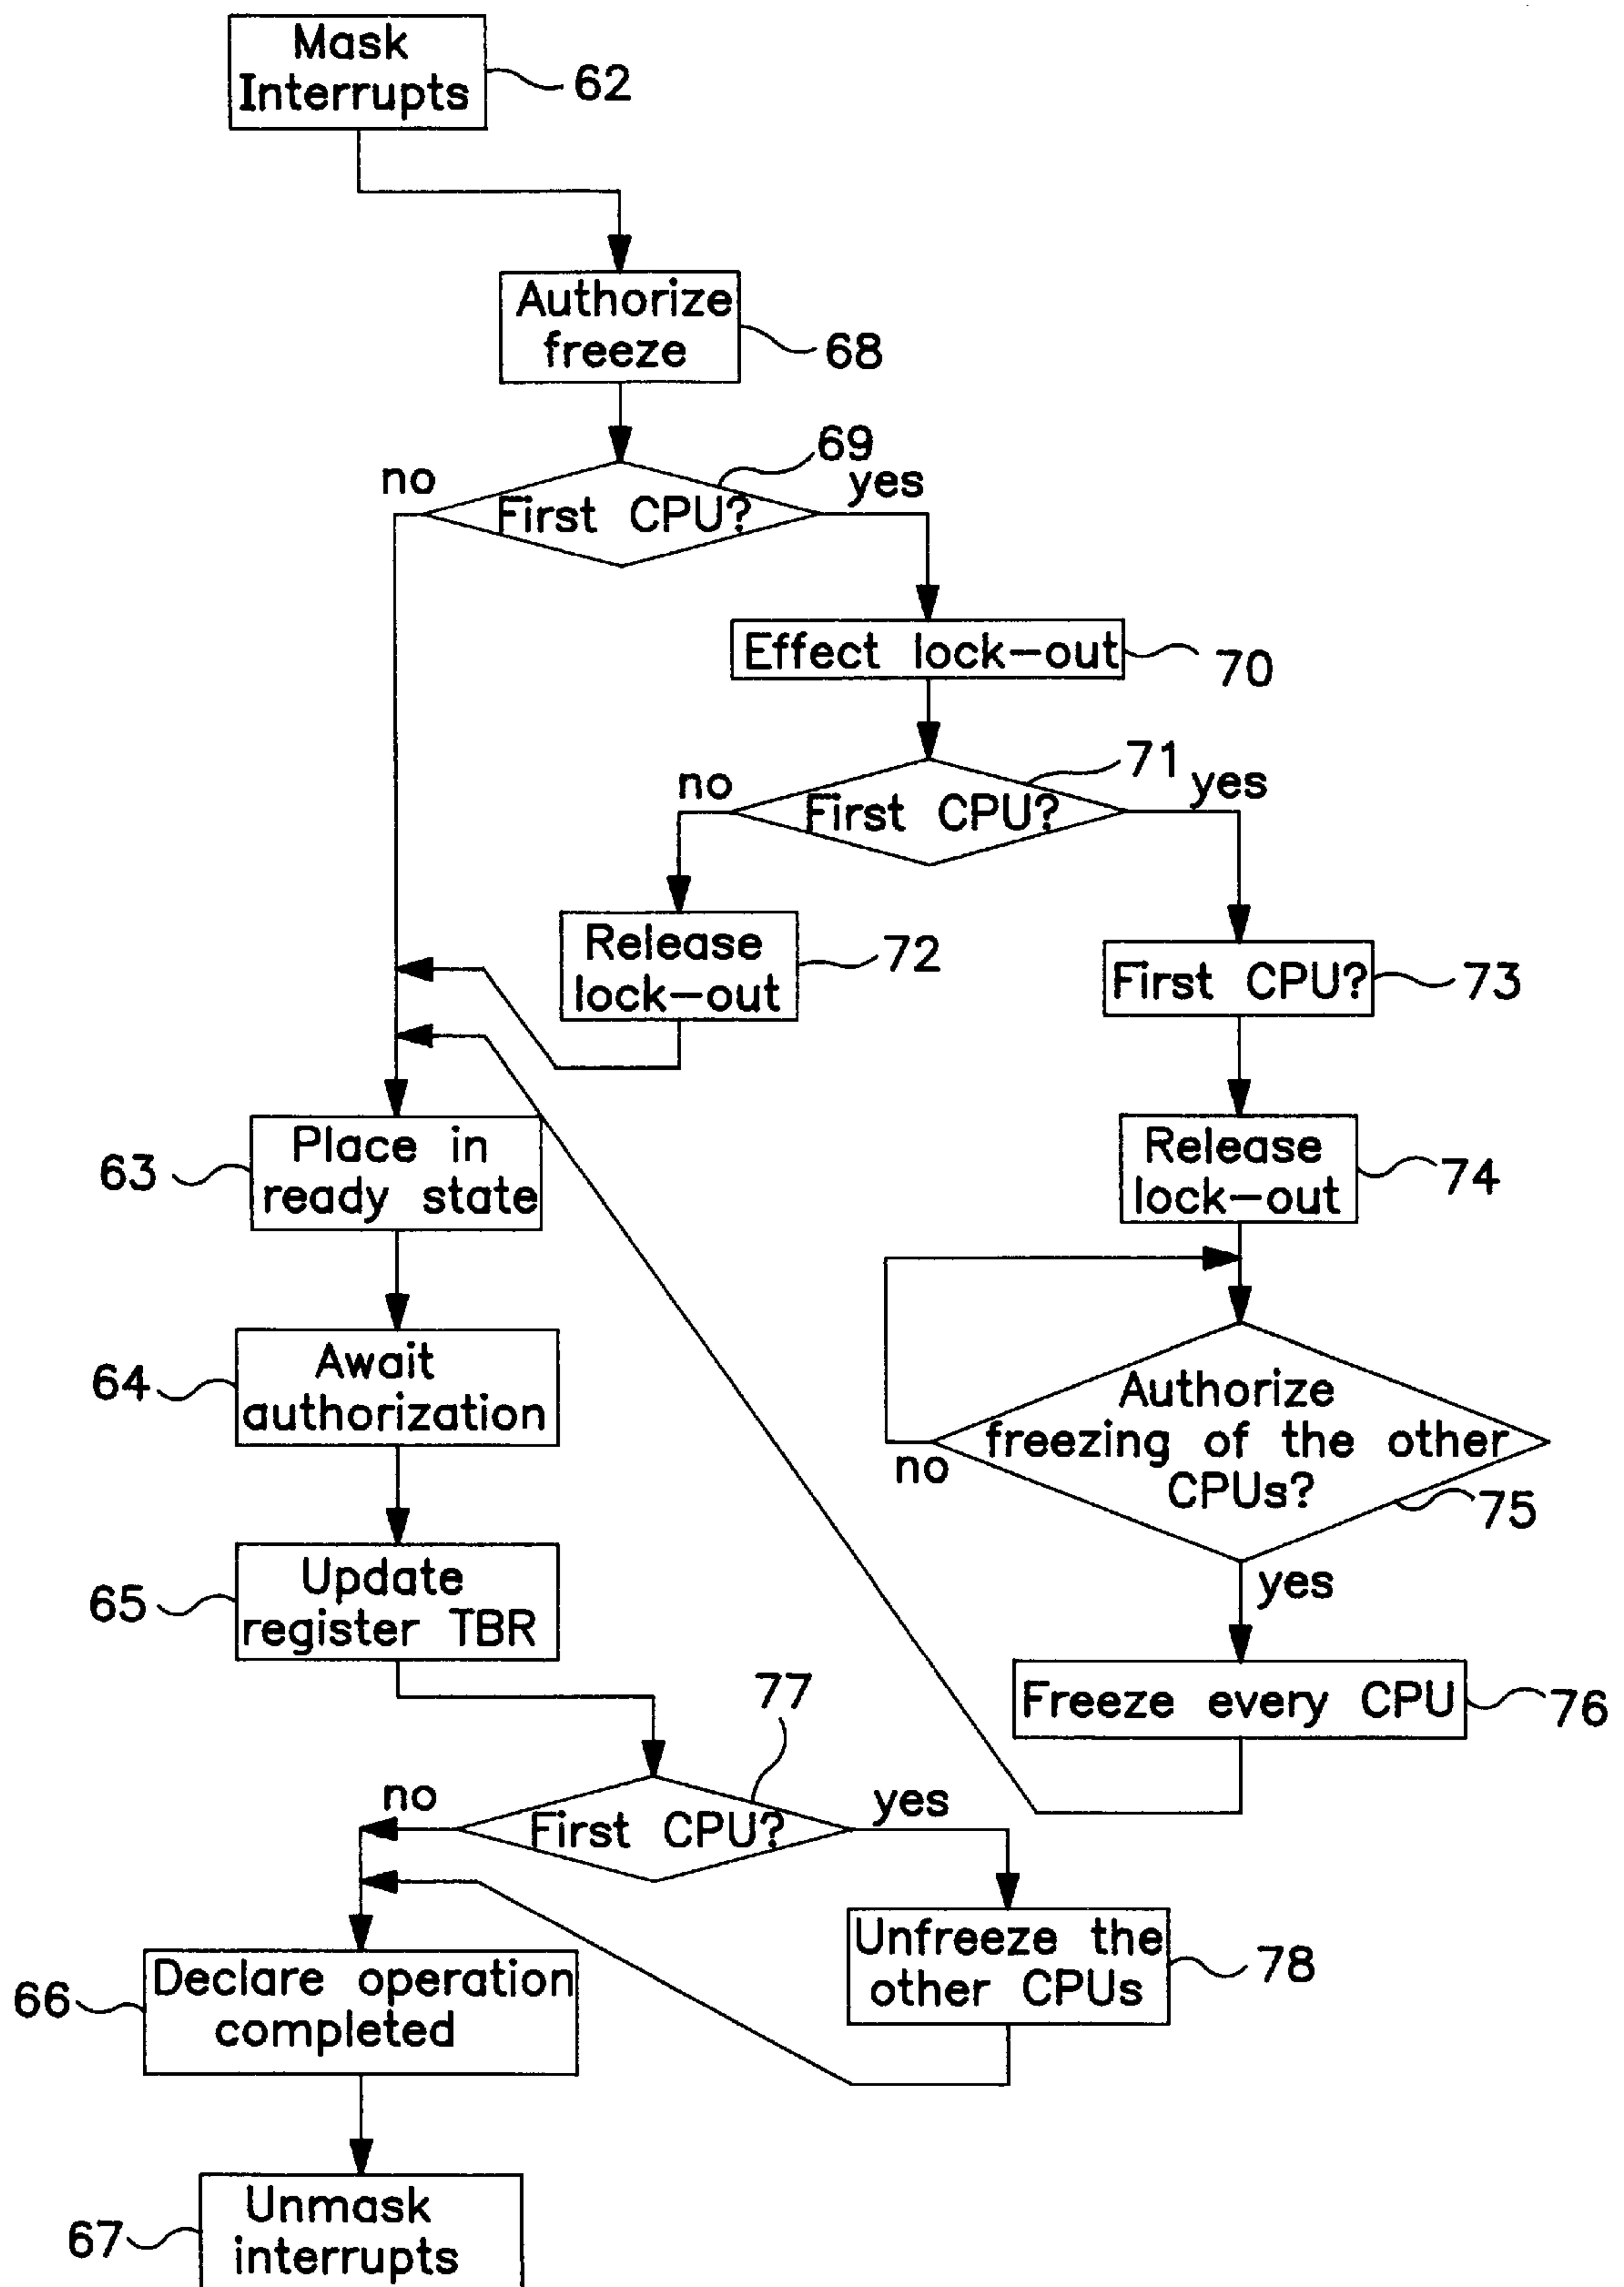 Mask
Interrupts
62
Authorize
freeze
68
69
no
yes
First CPU?
Effect lock-out
70
71
no
yes
First CPU?
Release
lock-out
72
First CPU?
73
Place in
ready state
63
Release
lock-out
74
Await
authorization
64
Authorize
freezing of the other
CPUs?
no
75
yes
Update
register TBR
65
Freeze every CPU
76
77
no
yes
First CPU?
Unfreeze the
other CPUs
78
Declare operation
completed
66
Unmask
interrupts
67